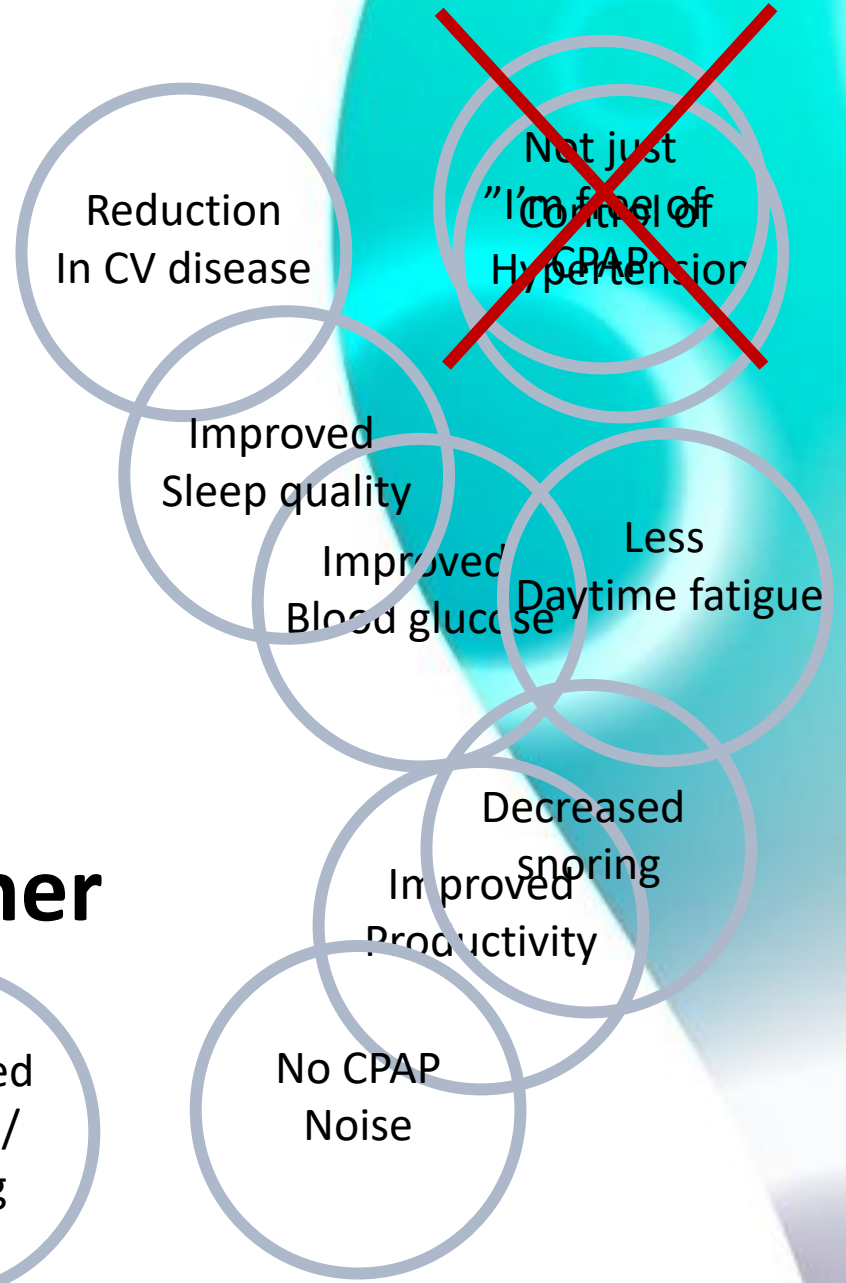 Not just
”I’m free of
CPAP
Control of
Hypertension
Reduction
In CV disease
Improved
Sleep quality
Improved
Blood glucose
Less
Daytime fatigue
Decreased
snoring
Improved
Productivity
ner
No CPAP
Noise
ed
/
g